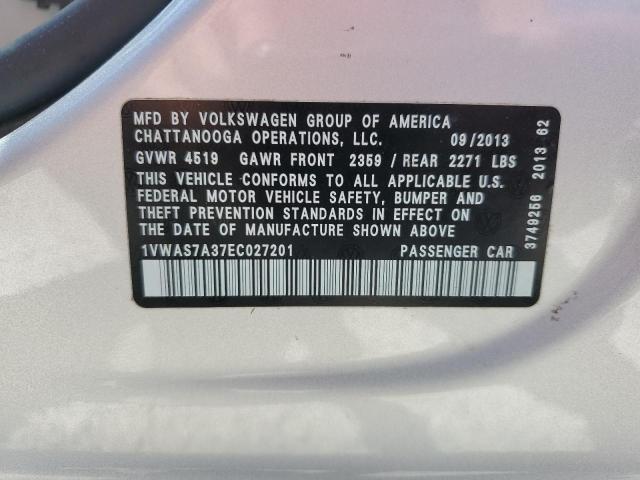 MFD BY VOLKSWAGEN GROUP OF AMERICA
CHATTANOOGA OPERATIONS, LLC. 09/2013
GVWR 4519 GAWR FRONT 2359/REAR 2271 LBS
THIS VEHICLE CONFORMS TO ALL APPLICABLE U.S.
FEDERAL MOTOR VEHICLE SAFETY, BUMPER AND
THEFT PREVENTION STANDARDS IN EFFECT ON
THE DATE OF MANUFACTURE SHOWN ABOVE
1VWAS7A37EC027201 PASSENGER CAR
3749256 2013 62